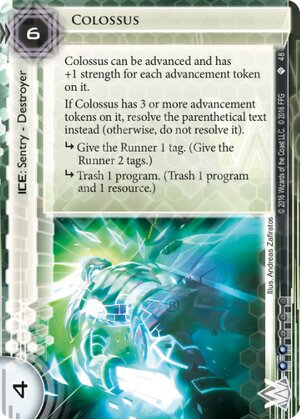 COLOSSUS
6
Colossus can be advanced and has
+1 strength for each advancement token
on it.
If Colossus has 3 or more advancement
tokens on it, resolve the parenthetical text
instead (otherwise, do not resolve it).
↳ Give the Runner 1 tag. (Give the
Runner 2 tags.)
↳ Trash 1 program. (Trash 1 program
and 1 resource.)
ICE: Sentry - Destroyer
48
© 2016 Wizards of the Coast LLC. © 2016 FFG
Illus. Andreas Zafiratos
4